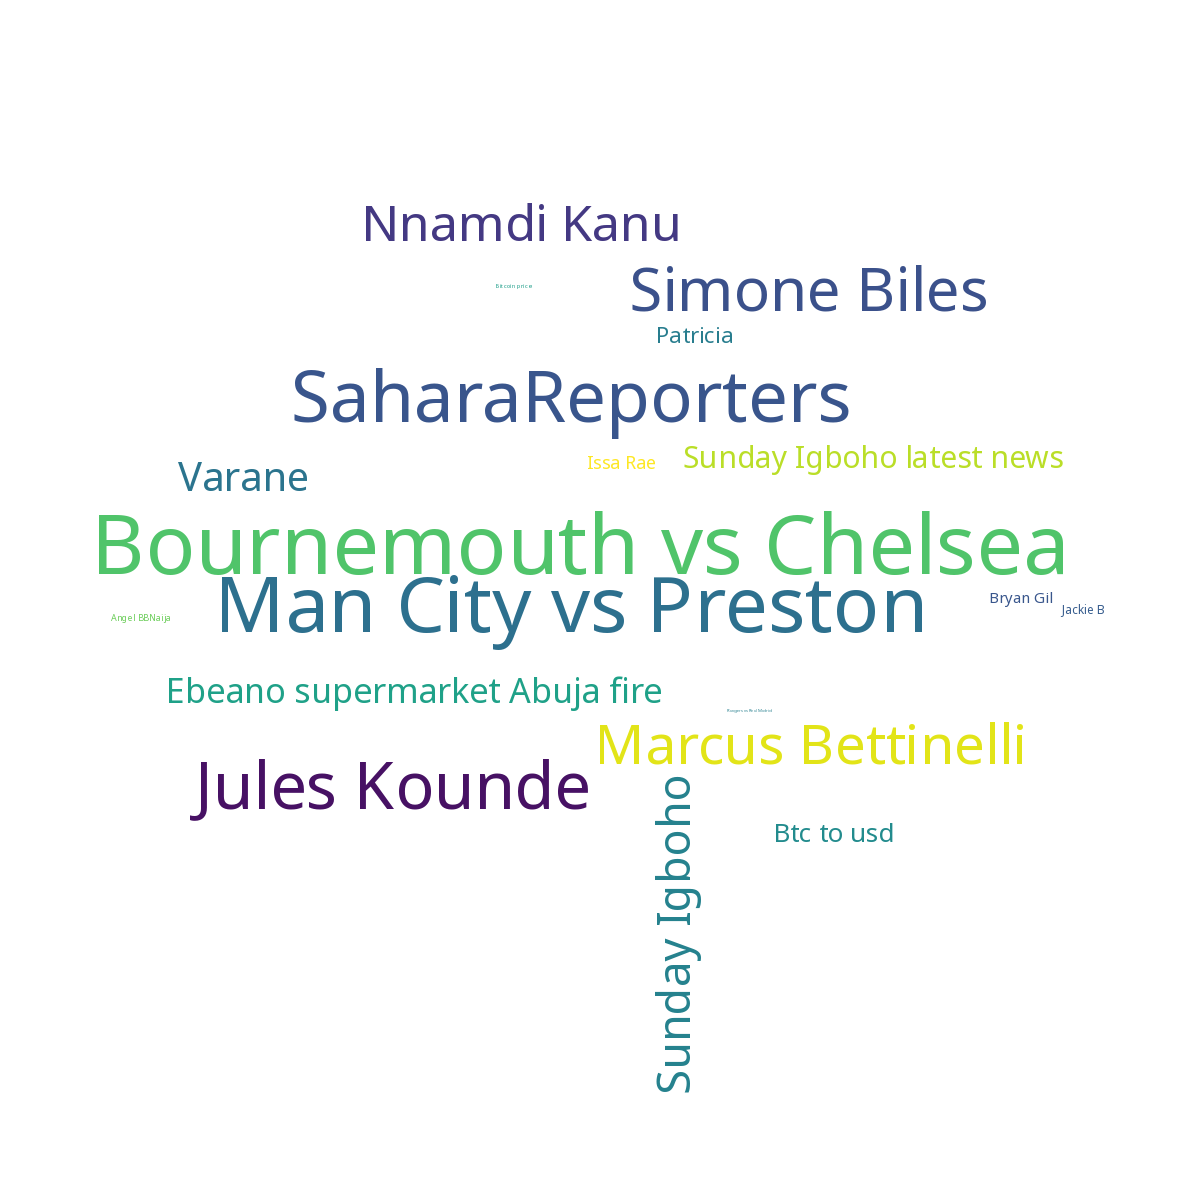 Nnamdi Kanu
Simone Biles
Bitcoin price
Patricia
SaharaReporters
Sunday Igboho latest news
Issa Rae
Varane
Bournemouth vs Chelsea
Man City vs Preston
Bryan Gil
Jackie B
Angel BBNaija
Ebeano supermarket Abuja fire
Rangers vs Real Madrid
Marcus Bettinelli
Jules Kounde
Btc to usd
Sunday Igboho